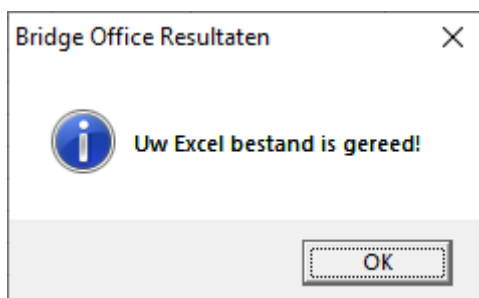 Bridge Office Resultaten
Uw Excel bestand is gereed!
OK